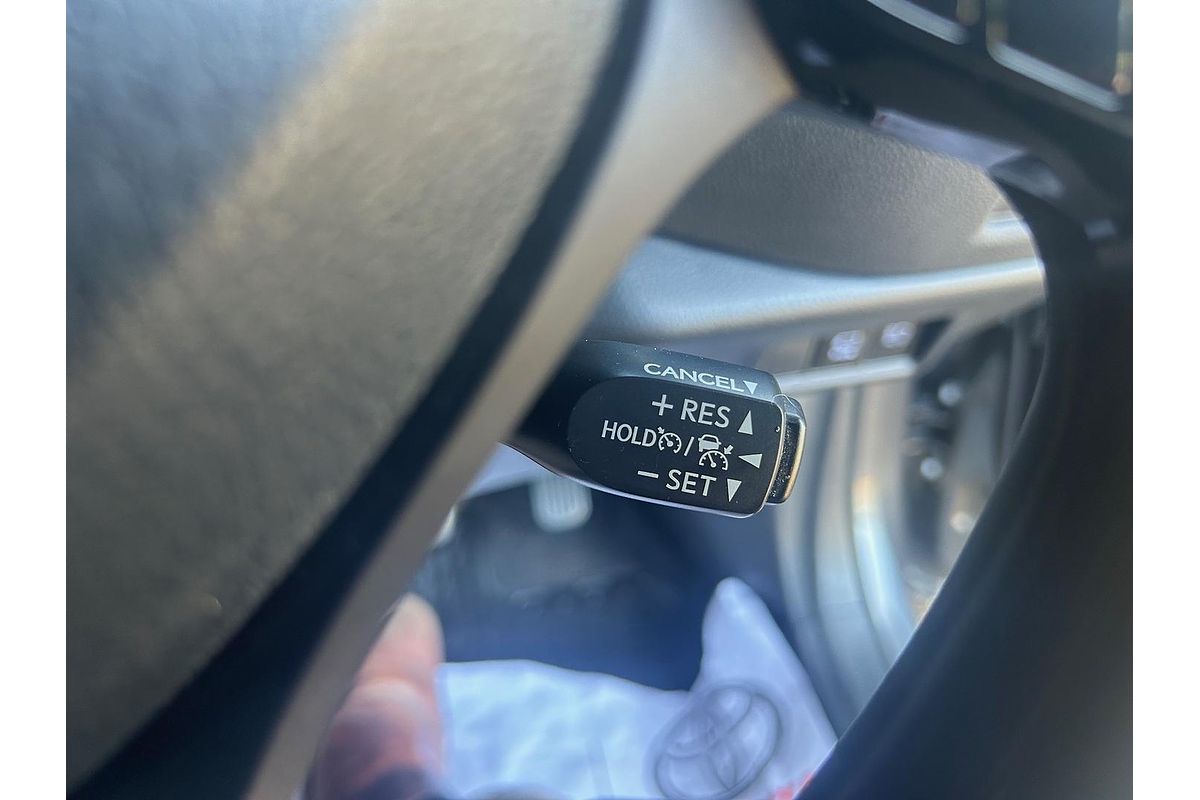 CANCEL▼
+ RES ▲
HOLD / ◀
− SET ▼